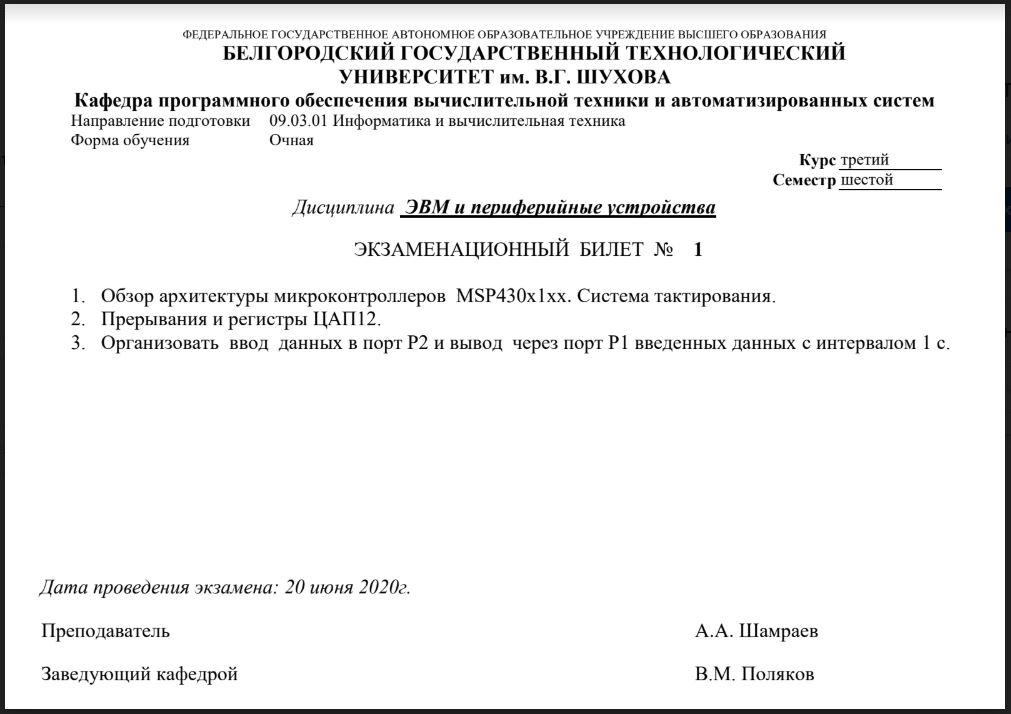 ФЕДЕРАЛЬНОЕ ГОСУДАРСТВЕННОЕ АВТОНОМНОЕ ОБРАЗОВАТЕЛЬНОЕ УЧРЕЖДЕНИЕ ВЫСШЕГО ОБРАЗОВАНИЯ
БЕЛГОРОДСКИЙ ГОСУДАРСТВЕННЫЙ ТЕХНОЛОГИЧЕСКИЙ
УНИВЕРСИТЕТ им. В.Г. ШУХОВА
Кафедра программного обеспечения вычислительной техники и автоматизированных систем
Направление подготовки 09.03.01 Информатика и вычислительная техника
Форма обучения Очная
Курс третий
Семестр шестой
Дисциплина ЭВМ и периферийные устройства
ЭКЗАМЕНАЦИОННЫЙ БИЛЕТ № 1
1. Обзор архитектуры микроконтроллеров MSP430x1xx. Система тактирования.
2. Прерывания и регистры ЦАП12.
3. Организовать ввод данных в порт P2 и вывод через порт P1 введенных данных с интервалом 1 с.
Дата проведения экзамена: 20 июня 2020г.
Преподаватель А.А. Шамраев
Заведующий кафедрой В.М. Поляков